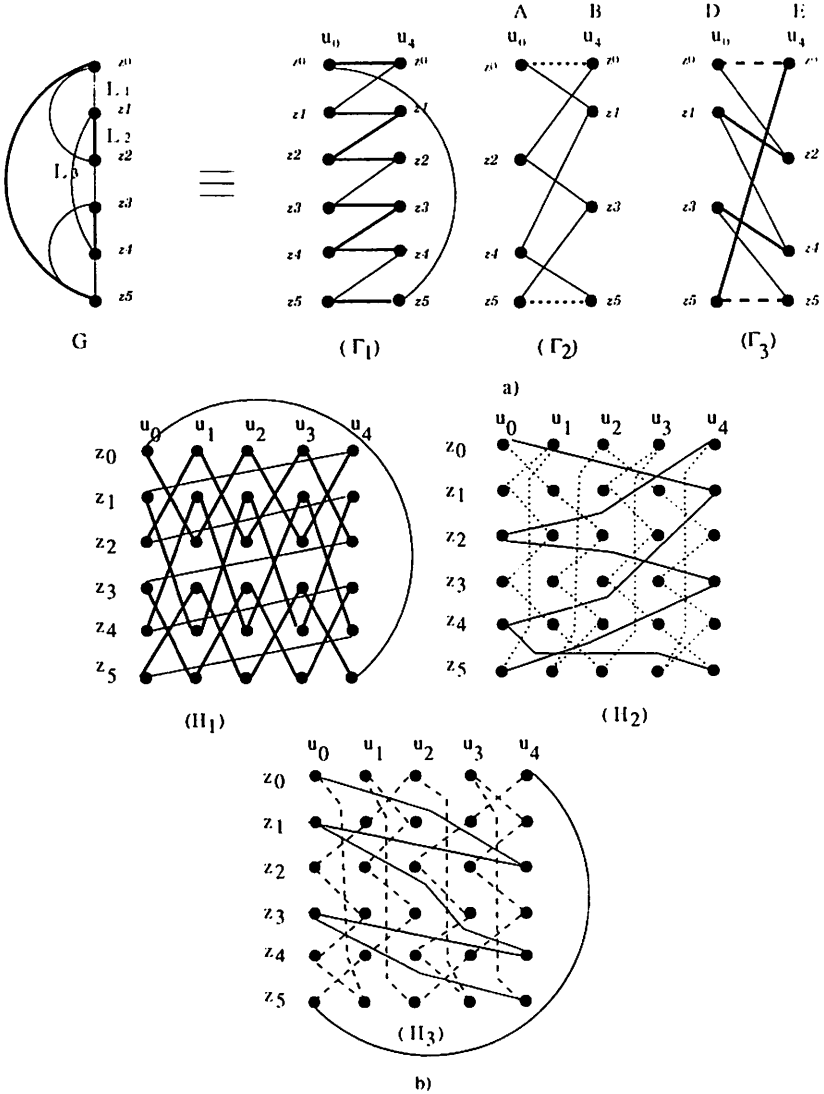 A B D E
u0 u4 u0 u4 u0 u4
z0 z0 z0 z0 z0 z0
L1
z1 z1 z1 z1 z1
L2
z2 z2 z2 z2 z2
L3
z3 z3 z3 z3 z3
z4 z4 z4 z4 z4
z5 z5 z5 z5 z5 z5 z5
G (Γ1) (Γ2) (Γ3)
a)
u0 u1 u2 u3 u4
z0
z1
z2
z3
z4
z5
(H1)
u0 u1 u2 u3 u4
z0
z1
z2
z3
z4
z5
(H2)
u0 u1 u2 u3 u4
z0
z1
z2
z3
z4
z5
(H3)
b)